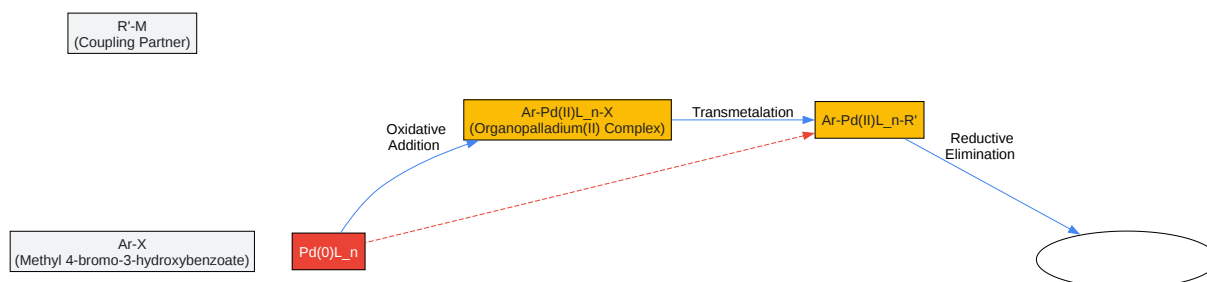 R'-M
(Coupling Partner)
Ar-Pd(II)L_n-X
(Organopalladium(II) Complex)
Transmetalation
Ar-Pd(II)L_n-R'
Oxidative
Addition
Reductive
Elimination
Ar-X
(Methyl 4-bromo-3-hydroxybenzoate)
Pd(0)L_n